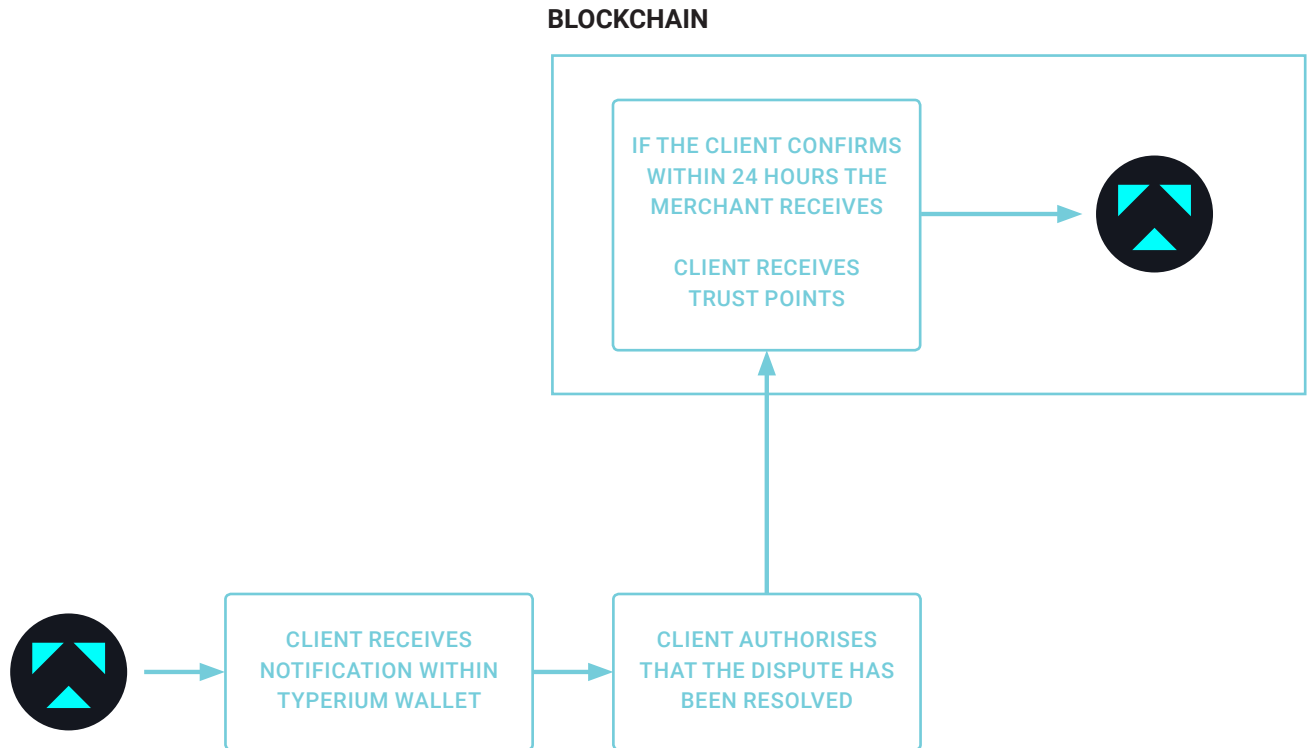 BLOCKCHAIN
IF THE CLIENT CONFIRMS
WITHIN 24 HOURS THE
MERCHANT RECEIVES
CLIENT RECEIVES
TRUST POINTS
CLIENT RECEIVES
NOTIFICATION WITHIN
TYPERIUM WALLET
CLIENT AUTHORISES
THAT THE DISPUTE HAS
BEEN RESOLVED